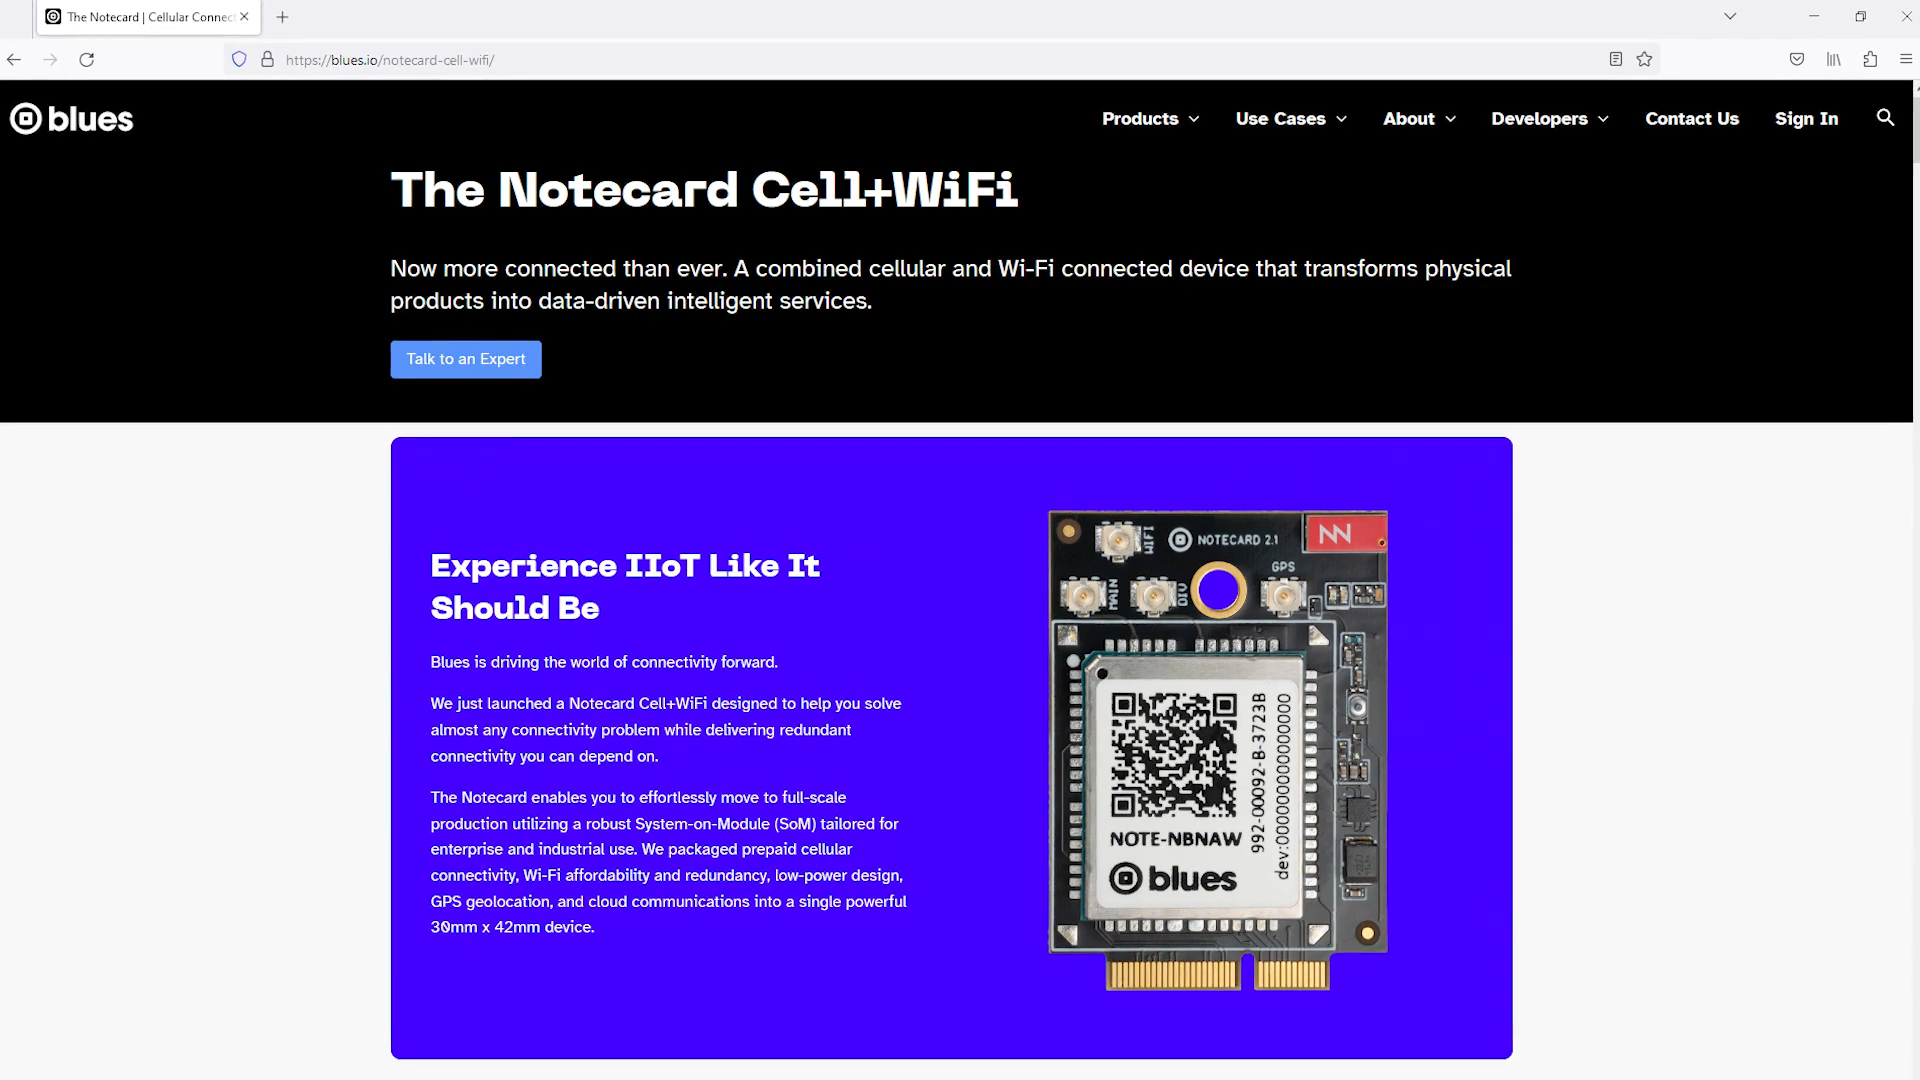 The Notecard | Cellular Connect
https://blues.io/notecard-cell-wifi/
blues
Products
Use Cases
About
Developers
Contact Us
Sign In
The Notecard Cell+WiFi
Now more connected than ever. A combined cellular and Wi-Fi connected device that transforms physical
products into data-driven intelligent services.
Talk to an Expert
Experience IIoT Like It
Should Be
Blues is driving the world of connectivity forward.
We just launched a Notecard Cell+WiFi designed to help you solve
almost any connectivity problem while delivering redundant
connectivity you can depend on.
The Notecard enables you to effortlessly move to full-scale
production utilizing a robust System-on-Module (SoM) tailored for
enterprise and industrial use. We packaged prepaid cellular
connectivity, Wi-Fi affordability and redundancy, low-power design,
GPS geolocation, and cloud communications into a single powerful
30mm x 42mm device.
WIFI
NOTECARD 2.1
MAIN
DIV
GPS
NOTE-NBNAW
blues
992-00092-B-3723B
dev:000000000000000